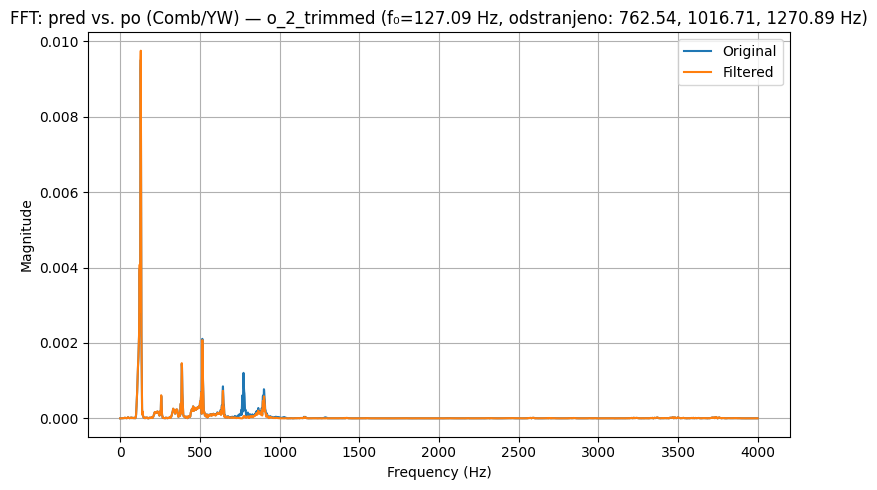 FFT: pred vs. po (Comb/YW) — o_2_trimmed (f₀=127.09 Hz, odstranjeno: 762.54, 1016.71, 1270.89 Hz)
Original
Filtered
0.010
0.008
0.006
0.004
0.002
0.000
Magnitude
0 500 1000 1500 2000 2500 3000 3500 4000
Frequency (Hz)